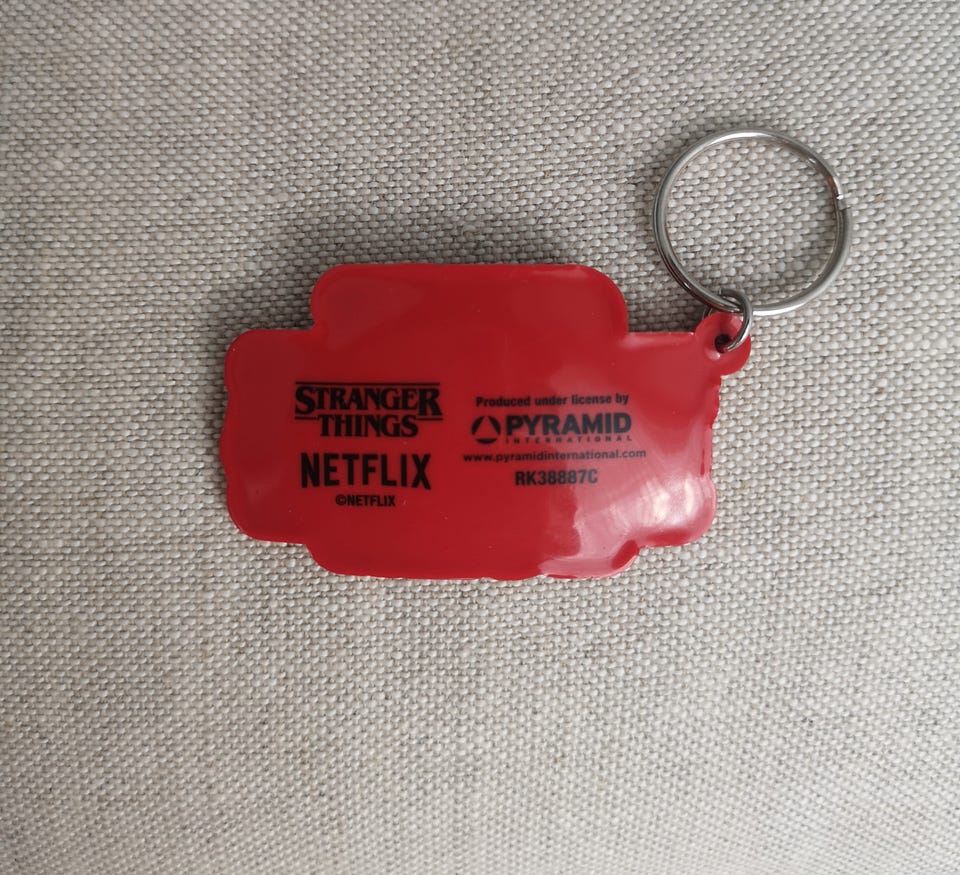 STRANGER
THINGS
NETFLIX
©NETFLIX
Produced under license by
PYRAMID
INTERNATIONAL
www.pyramidinternational.com
RK38887C